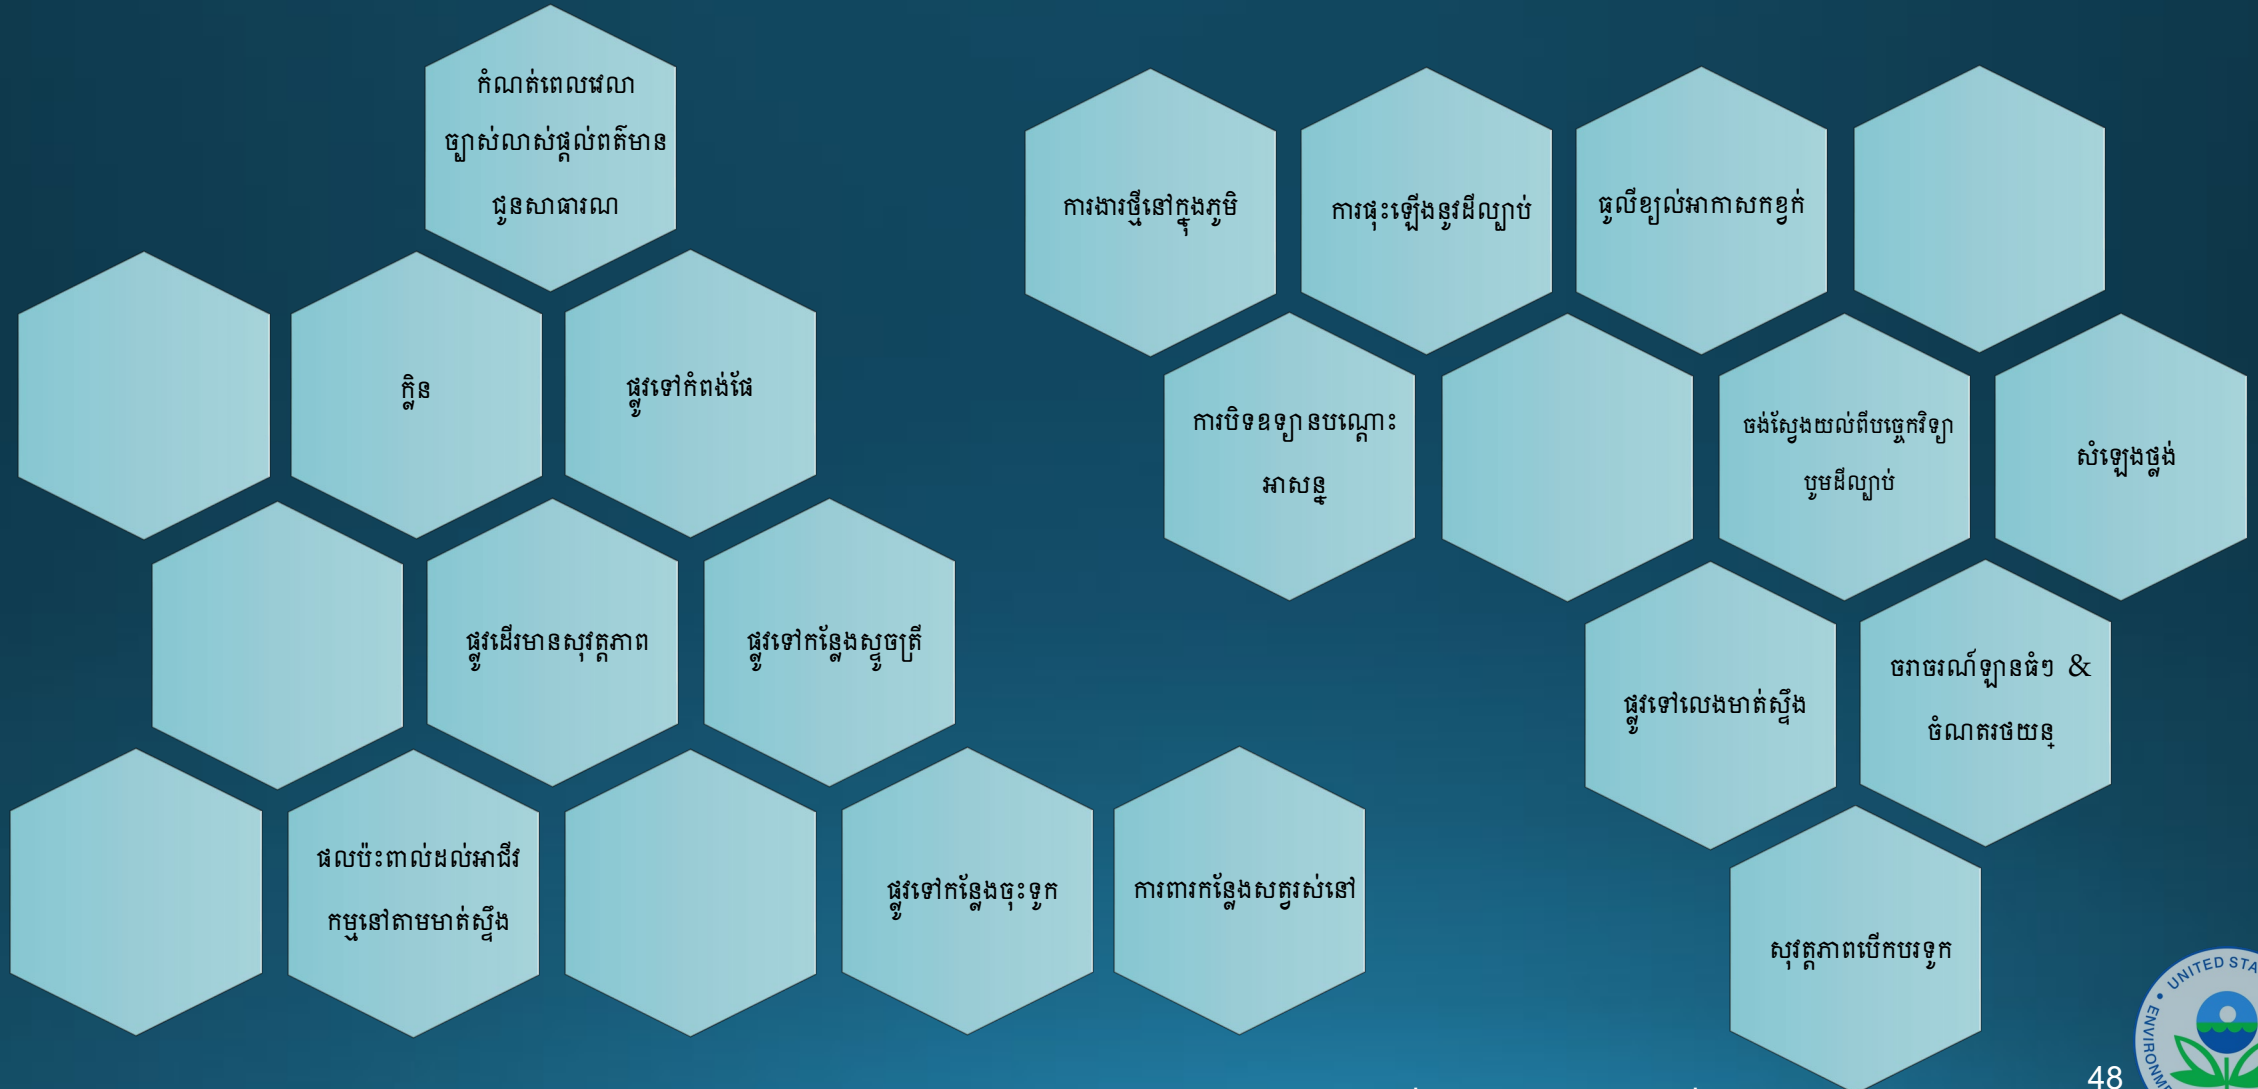 កំណត់ពេលវេលា
ច្បាស់លាស់ផ្តល់ពត៌មាន
ជូនសាធារណ
ក្លិន
ផ្លូវទៅកំពង់ផែ
ផ្លូវដើរមានសុវត្តភាព
ផ្លូវទៅកន្លែងស្ទូចត្រី
ផលប៉ះពាល់ដល់អាជីវ
កម្មនៅតាមមាត់ស្ទឹង
ផ្លូវទៅកន្លែងចុះទូក
ការពារកន្លែងសត្វរស់នៅ
ការងារថ្មីនៅក្នុងភូមិ
ការផុះឡើងនូវដីល្បាប់
ធូលីខ្យល់អាកាសកខ្វក់
ការបិទឧទ្យានបណ្តោះ
អាសន្ន
ចង់ស្វែងយល់ពីបច្ចេកវិទ្យា
បូមដីល្បាប់
សំឡេងថ្លង់
ផ្លូវទៅលេងមាត់ស្ទឹង
ចរាចរណ៍ឡានធំៗ &
ចំណតរថយន្
សុវត្តភាពបើកបរទូក
UNITED STA
48